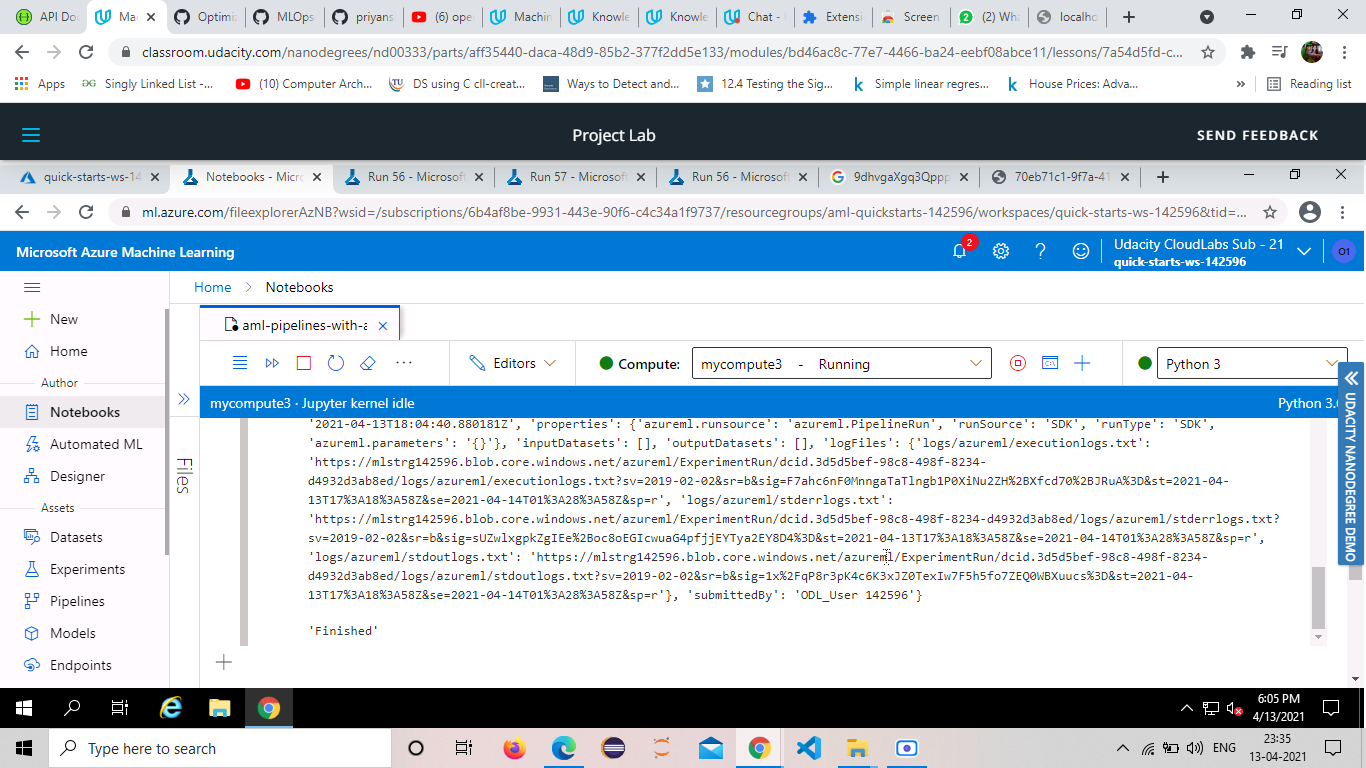 API Doc
Mac
Optimiz
MLOps
priyans
(6) ope
Machin
Knowle
Knowle
Chat -
Extensi
Screen
(2) Wha
localho
classroom.udacity.com/nanodegrees/nd00333/parts/aff35440-daca-48d9-85b2-377f2dd5e133/modules/bd46ac8c-77e7-4466-ba24-eebf08abce11/lessons/7a54d5fd-c...
Apps
Singly Linked List -...
(10) Computer Arch...
DS using C cll-creat...
Ways to Detect and...
12.4 Testing the Sig...
Simple linear regres...
House Prices: Adva...
»
Reading list
Project Lab
SEND FEEDBACK
quick-starts-ws-14
Notebooks - Micro
Run 56 - Microsoft
Run 57 - Microsoft
Run 56 - Microsoft
9dhvgaXgq3Qppp
70eb71c1-9f7a-41
ml.azure.com/fileexplorerAzNB?wsid=/subscriptions/6b4af8be-9931-443e-90f6-c4c34a1f9737/resourcegroups/aml-quickstarts-142596/workspaces/quick-starts-ws-142596&tid=...
Microsoft Azure Machine Learning
2
Udacity CloudLabs Sub - 21
quick-starts-ws-142596
O1
New
Home
Author
Notebooks
Automated ML
Designer
Assets
Datasets
Experiments
Pipelines
Models
Endpoints
Home > Notebooks
Files
aml-pipelines-with-a
Editors
Compute:
mycompute3 - Running
Python 3
mycompute3 · Jupyter kernel idle
Python 3.6
'2021-04-13T18:04:40.880181Z', 'properties': {'azureml.runsource': 'azureml.PipelineRun', 'runSource': 'SDK', 'runType': 'SDK',
'azureml.parameters': '{}'}, 'inputDatasets': [], 'outputDatasets': [], 'logFiles': {'logs/azureml/executionlogs.txt':
'https://mlstrg142596.blob.core.windows.net/azureml/ExperimentRun/dcid.3d5d5bef-98c8-498f-8234-
d4932d3ab8ed/logs/azureml/executionlogs.txt?sv=2019-02-02&sr=b&sig=F7ahc6nF0MnngaTaTlngb1P0XiNu2ZH%2BXfcd70%2BJRuA%3D&st=2021-04-
13T17%3A18%3A58Z&se=2021-04-14T01%3A28%3A58Z&sp=r', 'logs/azureml/stderrlogs.txt':
'https://mlstrg142596.blob.core.windows.net/azureml/ExperimentRun/dcid.3d5d5bef-98c8-498f-8234-d4932d3ab8ed/logs/azureml/stderrlogs.txt?
sv=2019-02-02&sr=b&sig=sUZwlxgpkZgIEe%2Boc8oEGIcwuaG4pfjjEYTya2EY8D4%3D&st=2021-04-13T17%3A18%3A58Z&se=2021-04-14T01%3A28%3A58Z&sp=r',
'logs/azureml/stdoutlogs.txt': 'https://mlstrg142596.blob.core.windows.net/azureml/ExperimentRun/dcid.3d5d5bef-98c8-498f-8234-
d4932d3ab8ed/logs/azureml/stdoutlogs.txt?sv=2019-02-02&sr=b&sig=1x%2FqP8r3pK4c6K3xJZ0TexIw7F5h5fo7ZEQ0WBXuucs%3D&st=2021-04-
13T17%3A18%3A58Z&se=2021-04-14T01%3A28%3A58Z&sp=r'}, 'submittedBy': 'ODL_User 142596'}
'Finished'
UDACITY NANODEGREE DEMO
6:05 PM
4/13/2021
Type here to search
ENG
23:35
13-04-2021